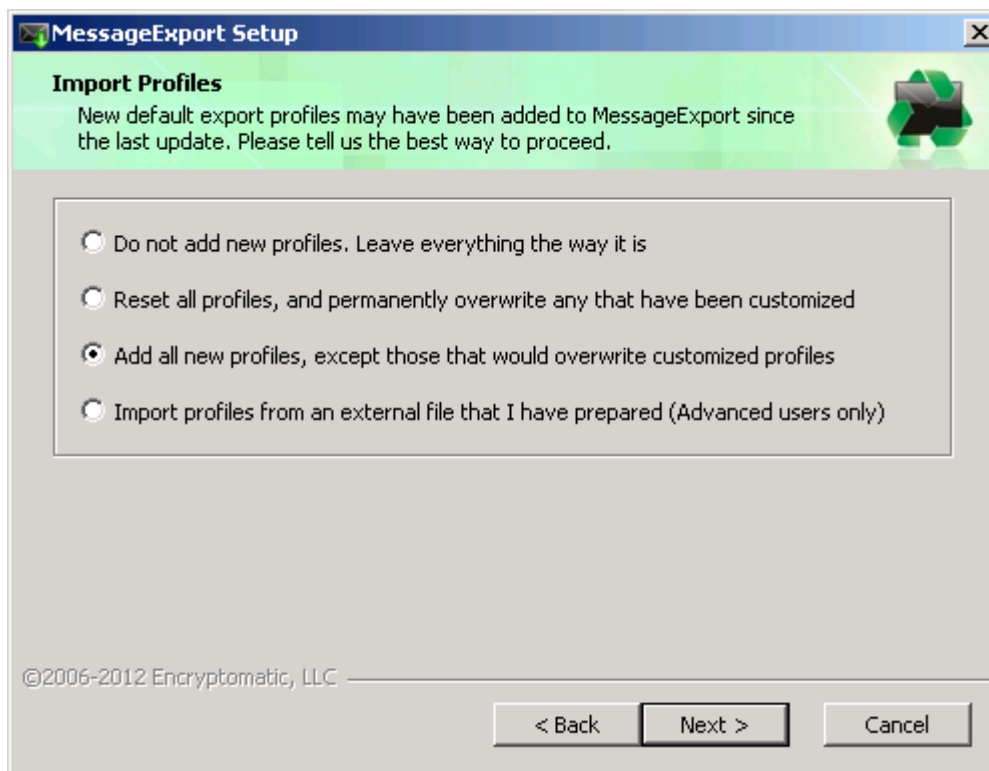 MessageExport Setup
Import Profiles
New default export profiles may have been added to MessageExport since
the last update. Please tell us the best way to proceed.
Do not add new profiles. Leave everything the way it is
Reset all profiles, and permanently overwrite any that have been customized
Add all new profiles, except those that would overwrite customized profiles
Import profiles from an external file that I have prepared (Advanced users only)
©2006-2012 Encryptomatic, LLC
< Back
Next >
Cancel